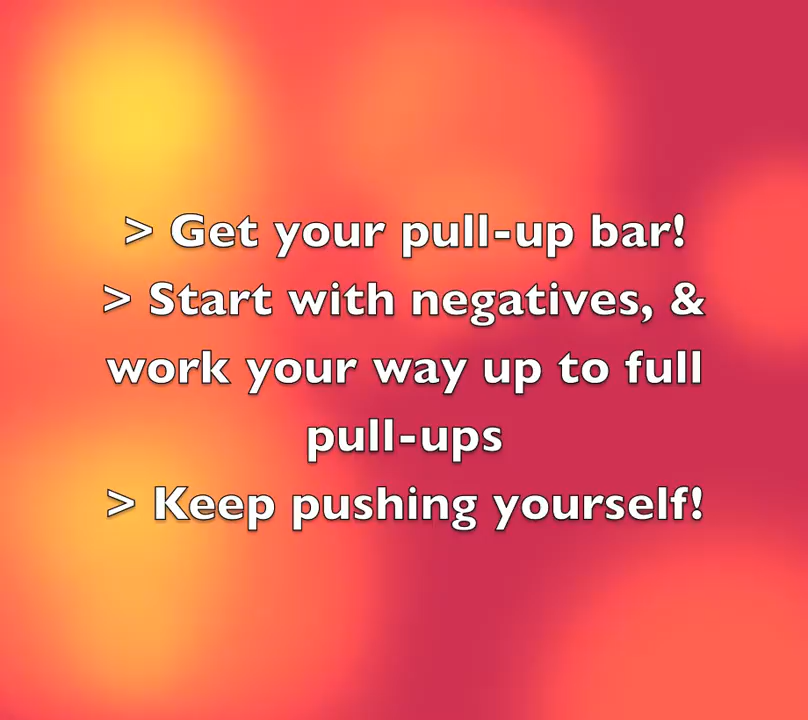 > Get your pull-up bar!
> Start with negatives, &
work your way up to full
pull-ups
> Keep pushing yourself!